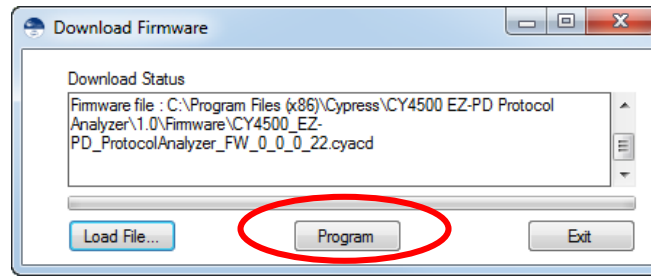 Download Firmware
Download Status
Firmware file : C:\Program Files (x86)\Cypress\CY4500 EZ-PD Protocol
Analyzer\1.0\Firmware\CY4500_EZ-
PD_ProtocolAnalyzer_FW_0_0_0_22.cyacd
Load File...
Program
Exit